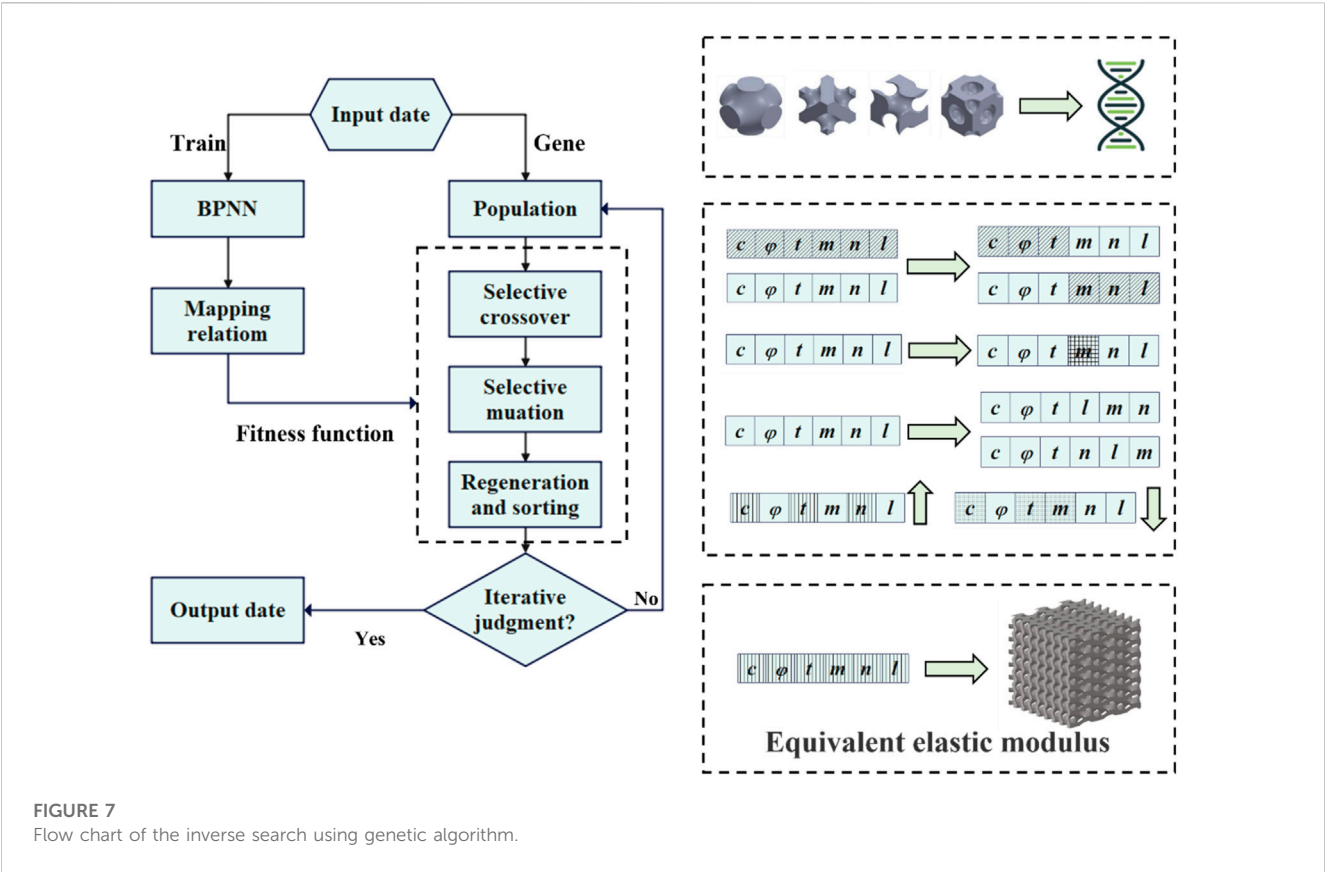 Input date
Train
Gene
BPNN
Population
Mapping
relatiom
Selective
crossover
Selective
muation
Fitness function
Regeneration
and sorting
Iterative
judgment?
No
Yes
Output date
c φ t m n l
c φ t m n l
c φ t m n l
c φ t m n l
c φ t m n l
c φ t m n l
c φ t m n l
c φ t l m n
c φ t n l m
c φ t m n l
c φ t m n l
c φ t m n l
Equivalent elastic modulus
FIGURE 7
Flow chart of the inverse search using genetic algorithm.